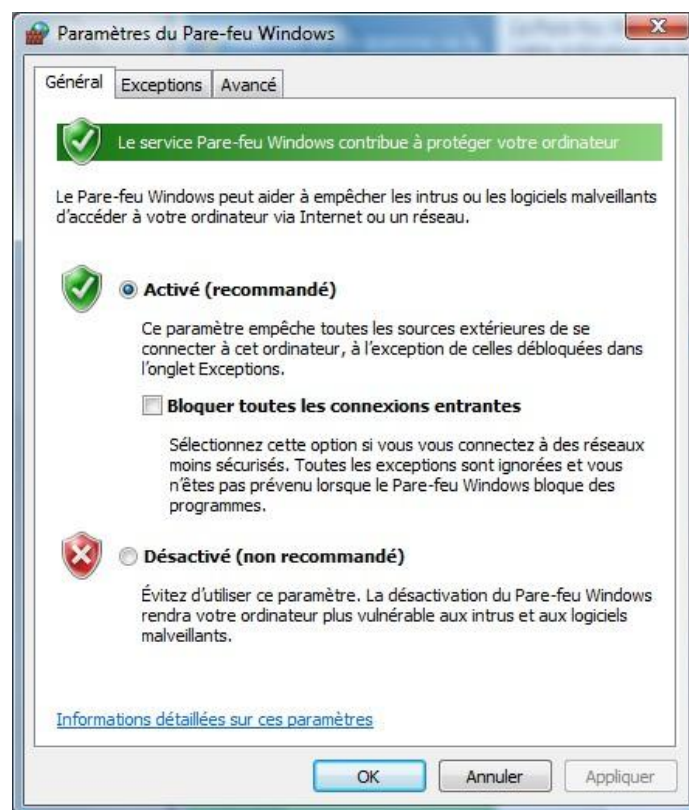 Paramètres du Pare-feu Windows
Général Exceptions Avancé
Le service Pare-feu Windows contribue à protéger votre ordinateur
Le Pare-feu Windows peut aider à empêcher les intrus ou les logiciels malveillants
d'accéder à votre ordinateur via Internet ou un réseau.
Activé (recommandé)
Ce paramètre empêche toutes les sources extérieures de se
connecter à cet ordinateur, à l'exception de celles débloquées dans
l'onglet Exceptions.
Bloquer toutes les connexions entrantes
Sélectionnez cette option si vous vous connectez à des réseaux
moins sécurisés. Toutes les exceptions sont ignorées et vous
n'êtes pas prévenu lorsque le Pare-feu Windows bloque des
programmes.
Désactivé (non recommandé)
Évitez d'utiliser ce paramètre. La désactivation du Pare-feu Windows
rendra votre ordinateur plus vulnérable aux intrus et aux logiciels
malveillants.
Informations détaillées sur ces paramètres
OK Annuler Appliquer